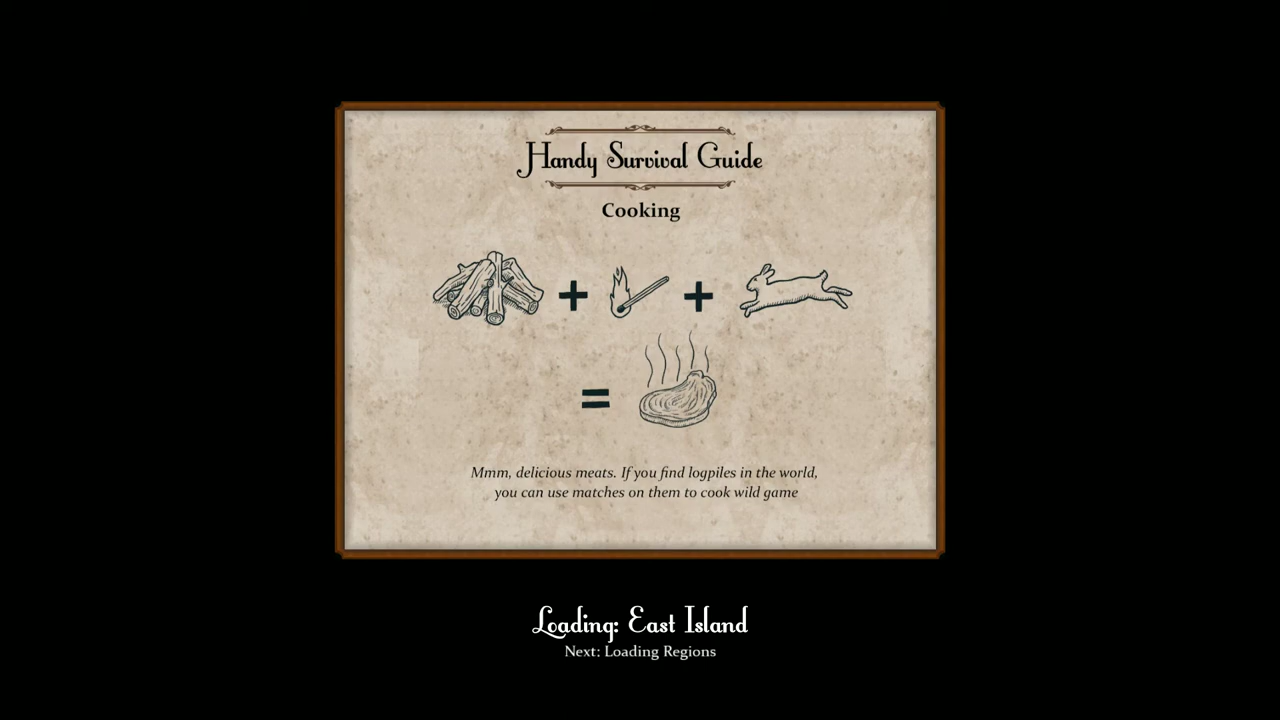 Handy Survival Guide
Cooking
+ +
=
Mmm, delicious meats. If you find logpiles in the world,
you can use matches on them to cook wild game
Loading: East Island
Next: Loading Regions